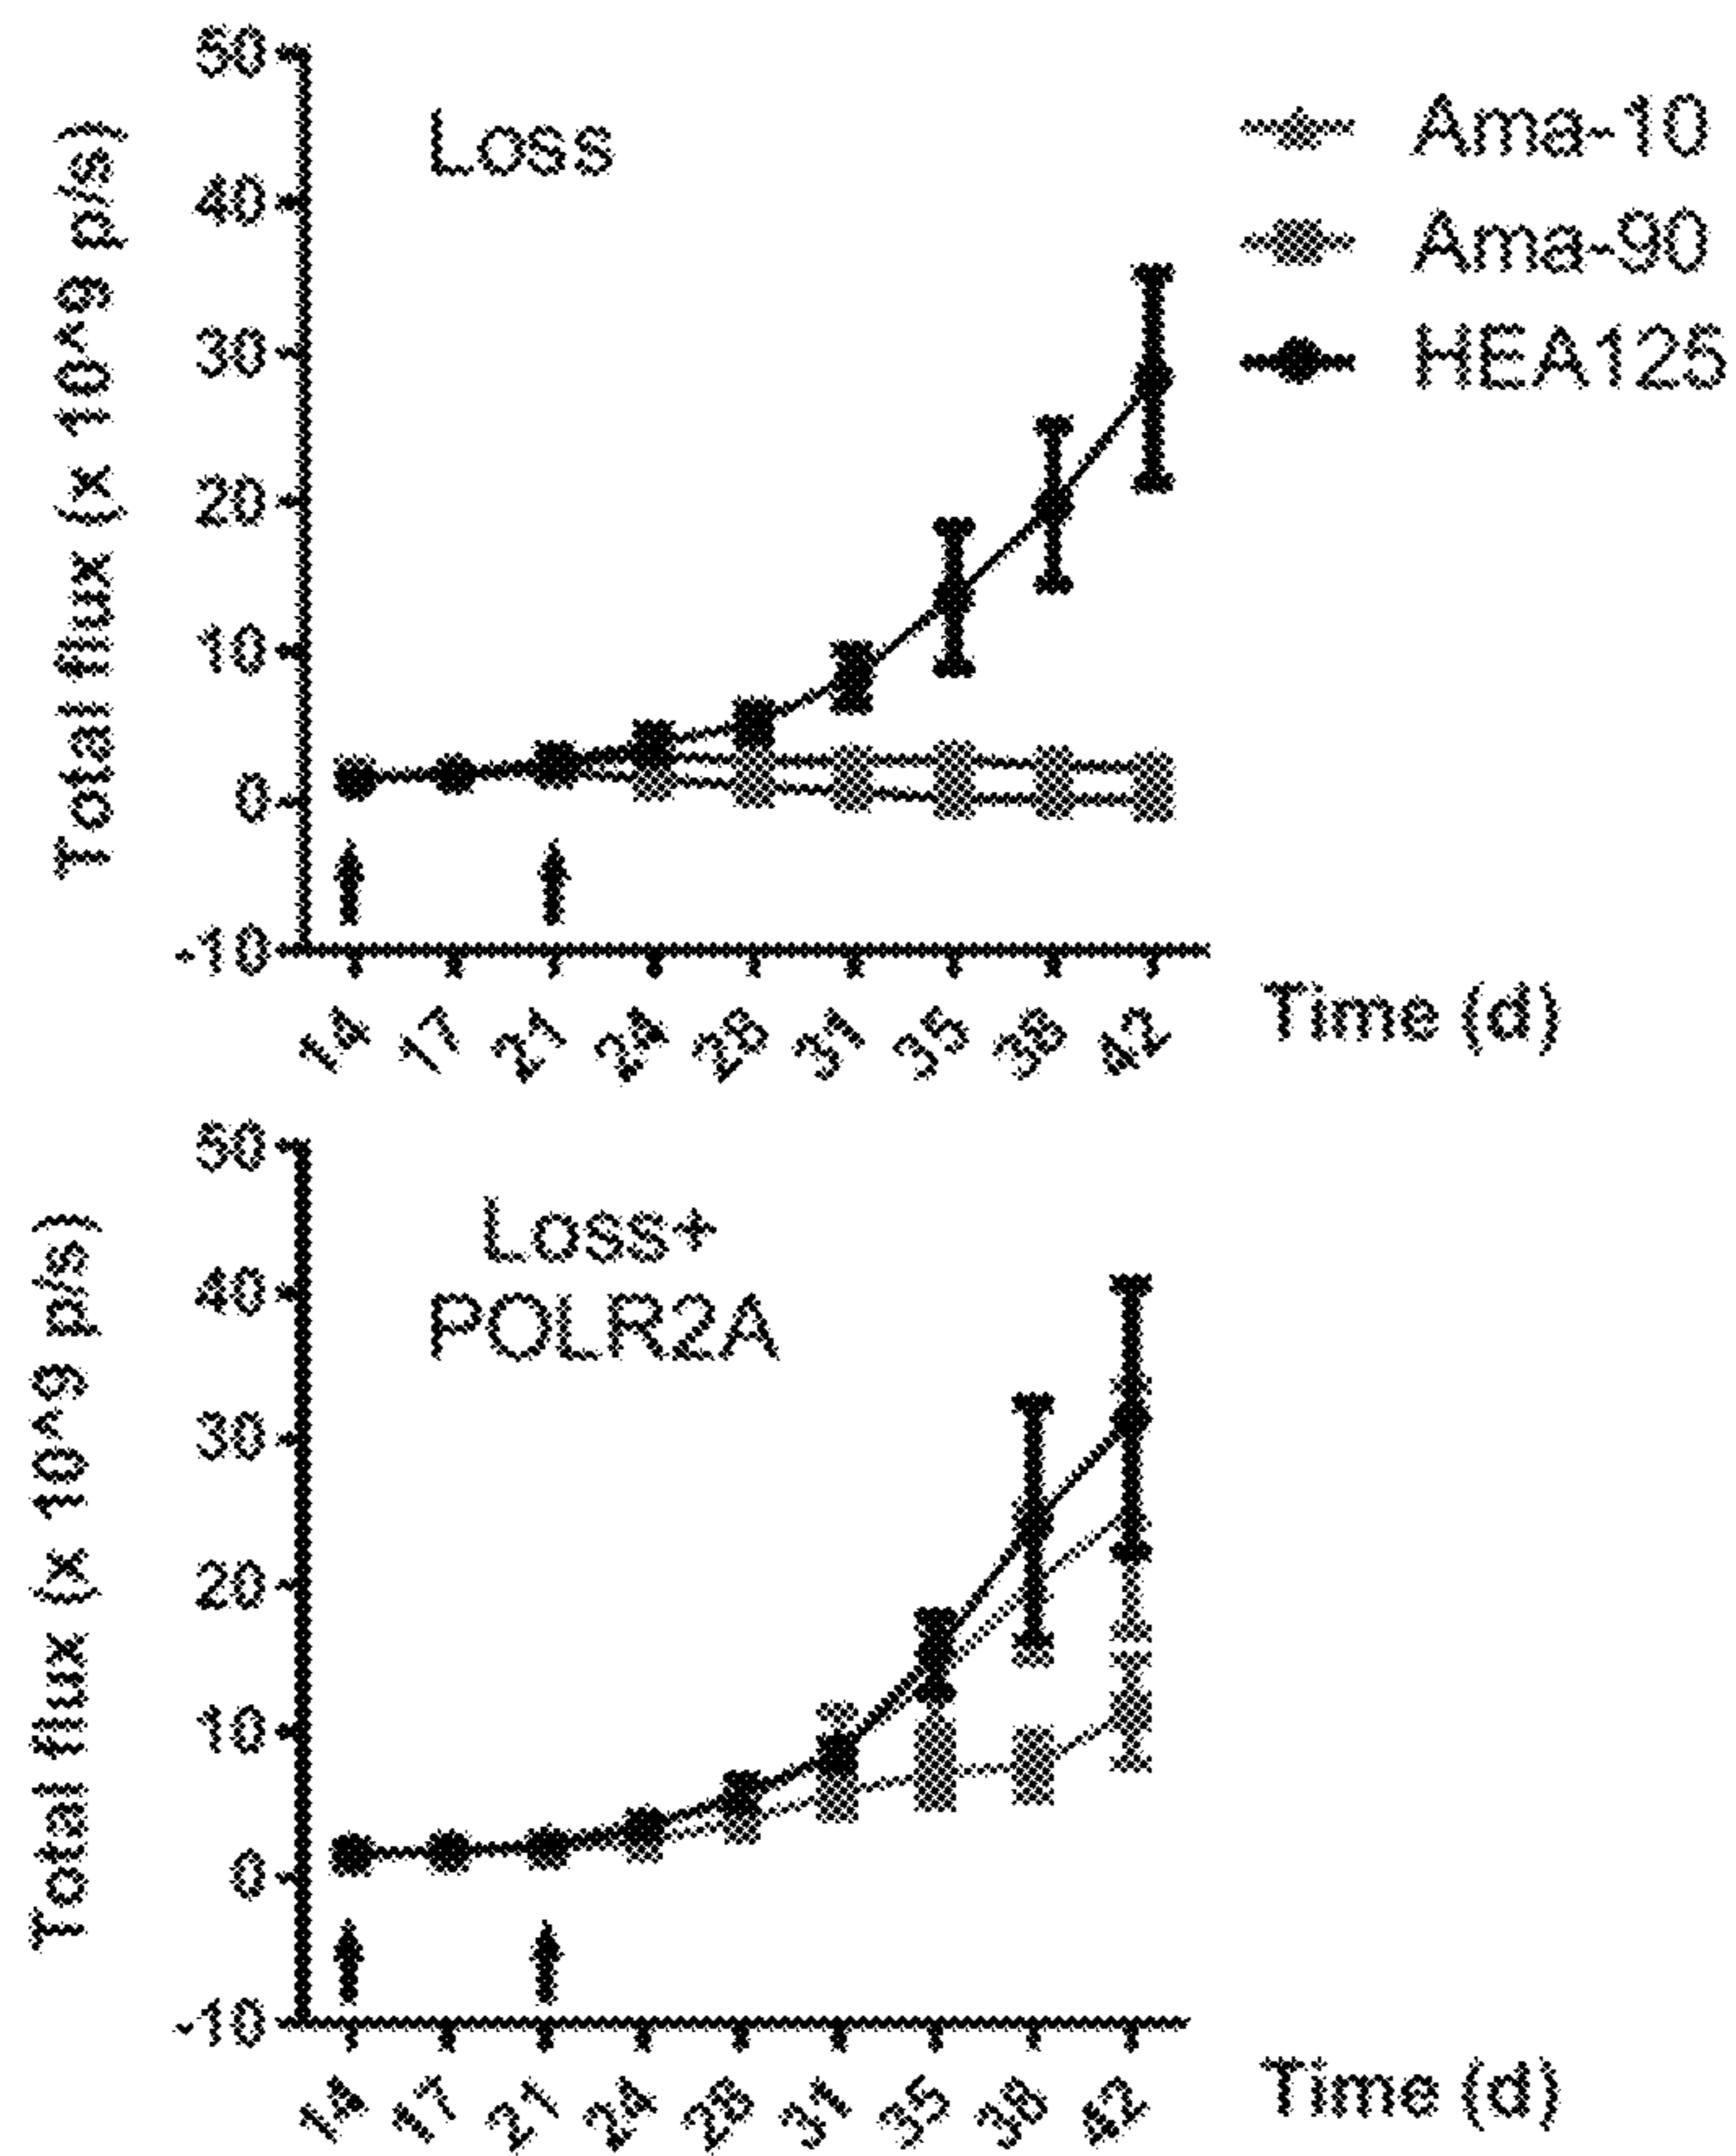 Total flux (x 10^9 p/s)
50
40
30
20
10
0
-10
Loss
Ama-10
Ama-90
HEA125
14 17 21 24 28 31 35 38 42
Time (d)
Total flux (x 10^9 p/s)
50
40
30
20
10
0
-10
Loss+
POLR2A
14 17 21 24 28 31 35 38 42
Time (d)